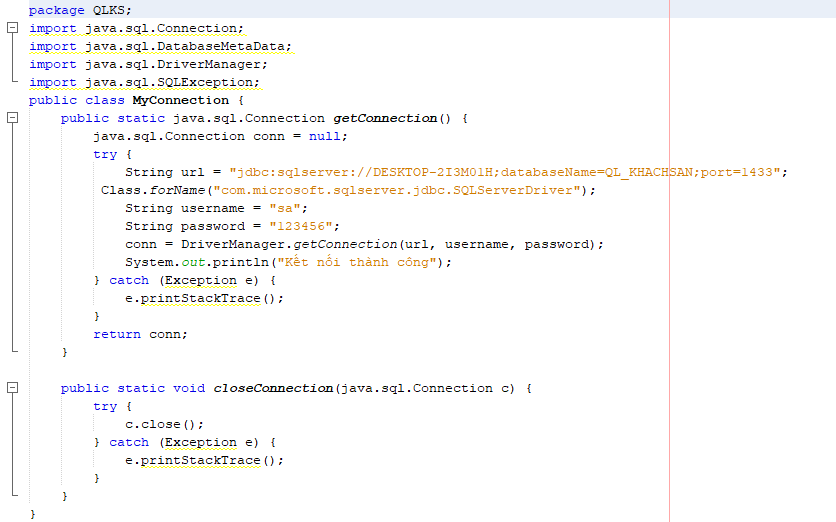 package QLKS;
import java.sql.Connection;
import java.sql.DatabaseMetaData;
import java.sql.DriverManager;
import java.sql.SQLException;
public class MyConnection {
    public static java.sql.Connection getConnection() {
        java.sql.Connection conn = null;
        try {
            String url = "jdbc:sqlserver://DESKTOP-2I3M01H;databaseName=QL_KHACHSAN;port=1433";
         Class.forName("com.microsoft.sqlserver.jdbc.SQLServerDriver");
            String username = "sa";
            String password = "123456";
            conn = DriverManager.getConnection(url, username, password);
            System.out.println("Kết nối thành công");
        } catch (Exception e) {
            e.printStackTrace();
        }
        return conn;
    }
    public static void closeConnection(java.sql.Connection c) {
        try {
            c.close();
        } catch (Exception e) {
            e.printStackTrace();
        }
    }
}